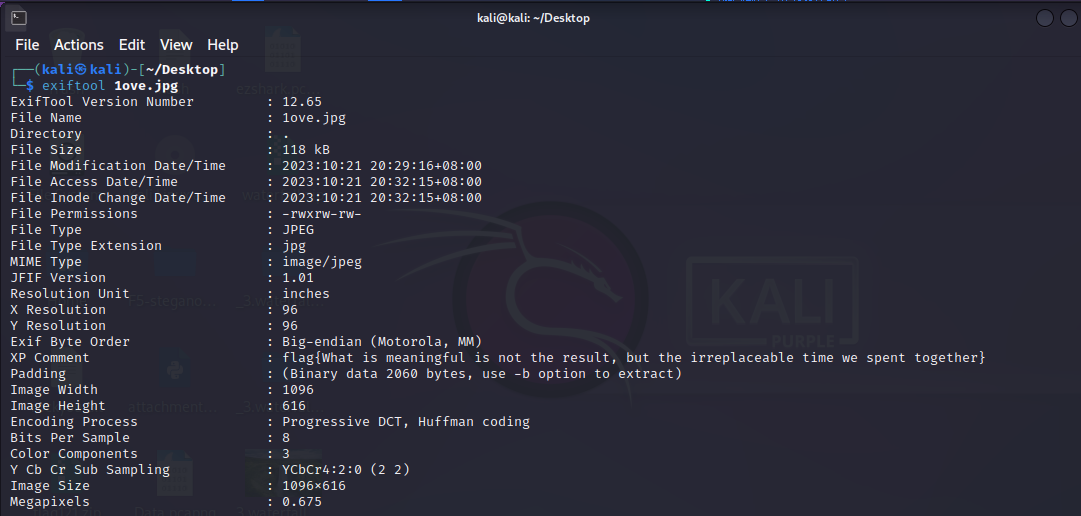 kali@kali: ~/Desktop
File Actions Edit View Help
┌──(kali㉿kali)-[~/Desktop]
└─$ exiftool 1ove.jpg
ExifTool Version Number : 12.65
File Name : 1ove.jpg
Directory : .
File Size : 118 kB
File Modification Date/Time : 2023:10:21 20:29:16+08:00
File Access Date/Time : 2023:10:21 20:32:15+08:00
File Inode Change Date/Time : 2023:10:21 20:32:15+08:00
File Permissions : -rwxrw-rw-
File Type : JPEG
File Type Extension : jpg
MIME Type : image/jpeg
JFIF Version : 1.01
Resolution Unit : inches
X Resolution : 96
Y Resolution : 96
Exif Byte Order : Big-endian (Motorola, MM)
XP Comment : flag{What is meaningful is not the result, but the irreplaceable time we spent together}
Padding : (Binary data 2060 bytes, use -b option to extract)
Image Width : 1096
Image Height : 616
Encoding Process : Progressive DCT, Huffman coding
Bits Per Sample : 8
Color Components : 3
Y Cb Cr Sub Sampling : YCbCr4:2:0 (2 2)
Image Size : 1096×616
Megapixels : 0.675
KALI
PURPLE